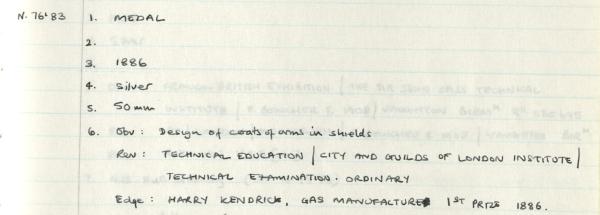 N. 76'83 1. MEDAL
2.
3. 1886
4. silver
5. 50mm
6. Obv: Design of coats of arms in shields
Rev: TECHNICAL EDUCATION / CITY AND GUILDS OF LONDON INSTITUTE /
TECHNICAL EXAMINATION: ORDINARY
Edge: HARRY KENDRICK, GAS MANUFACTURE 1ST PRIZE 1886.